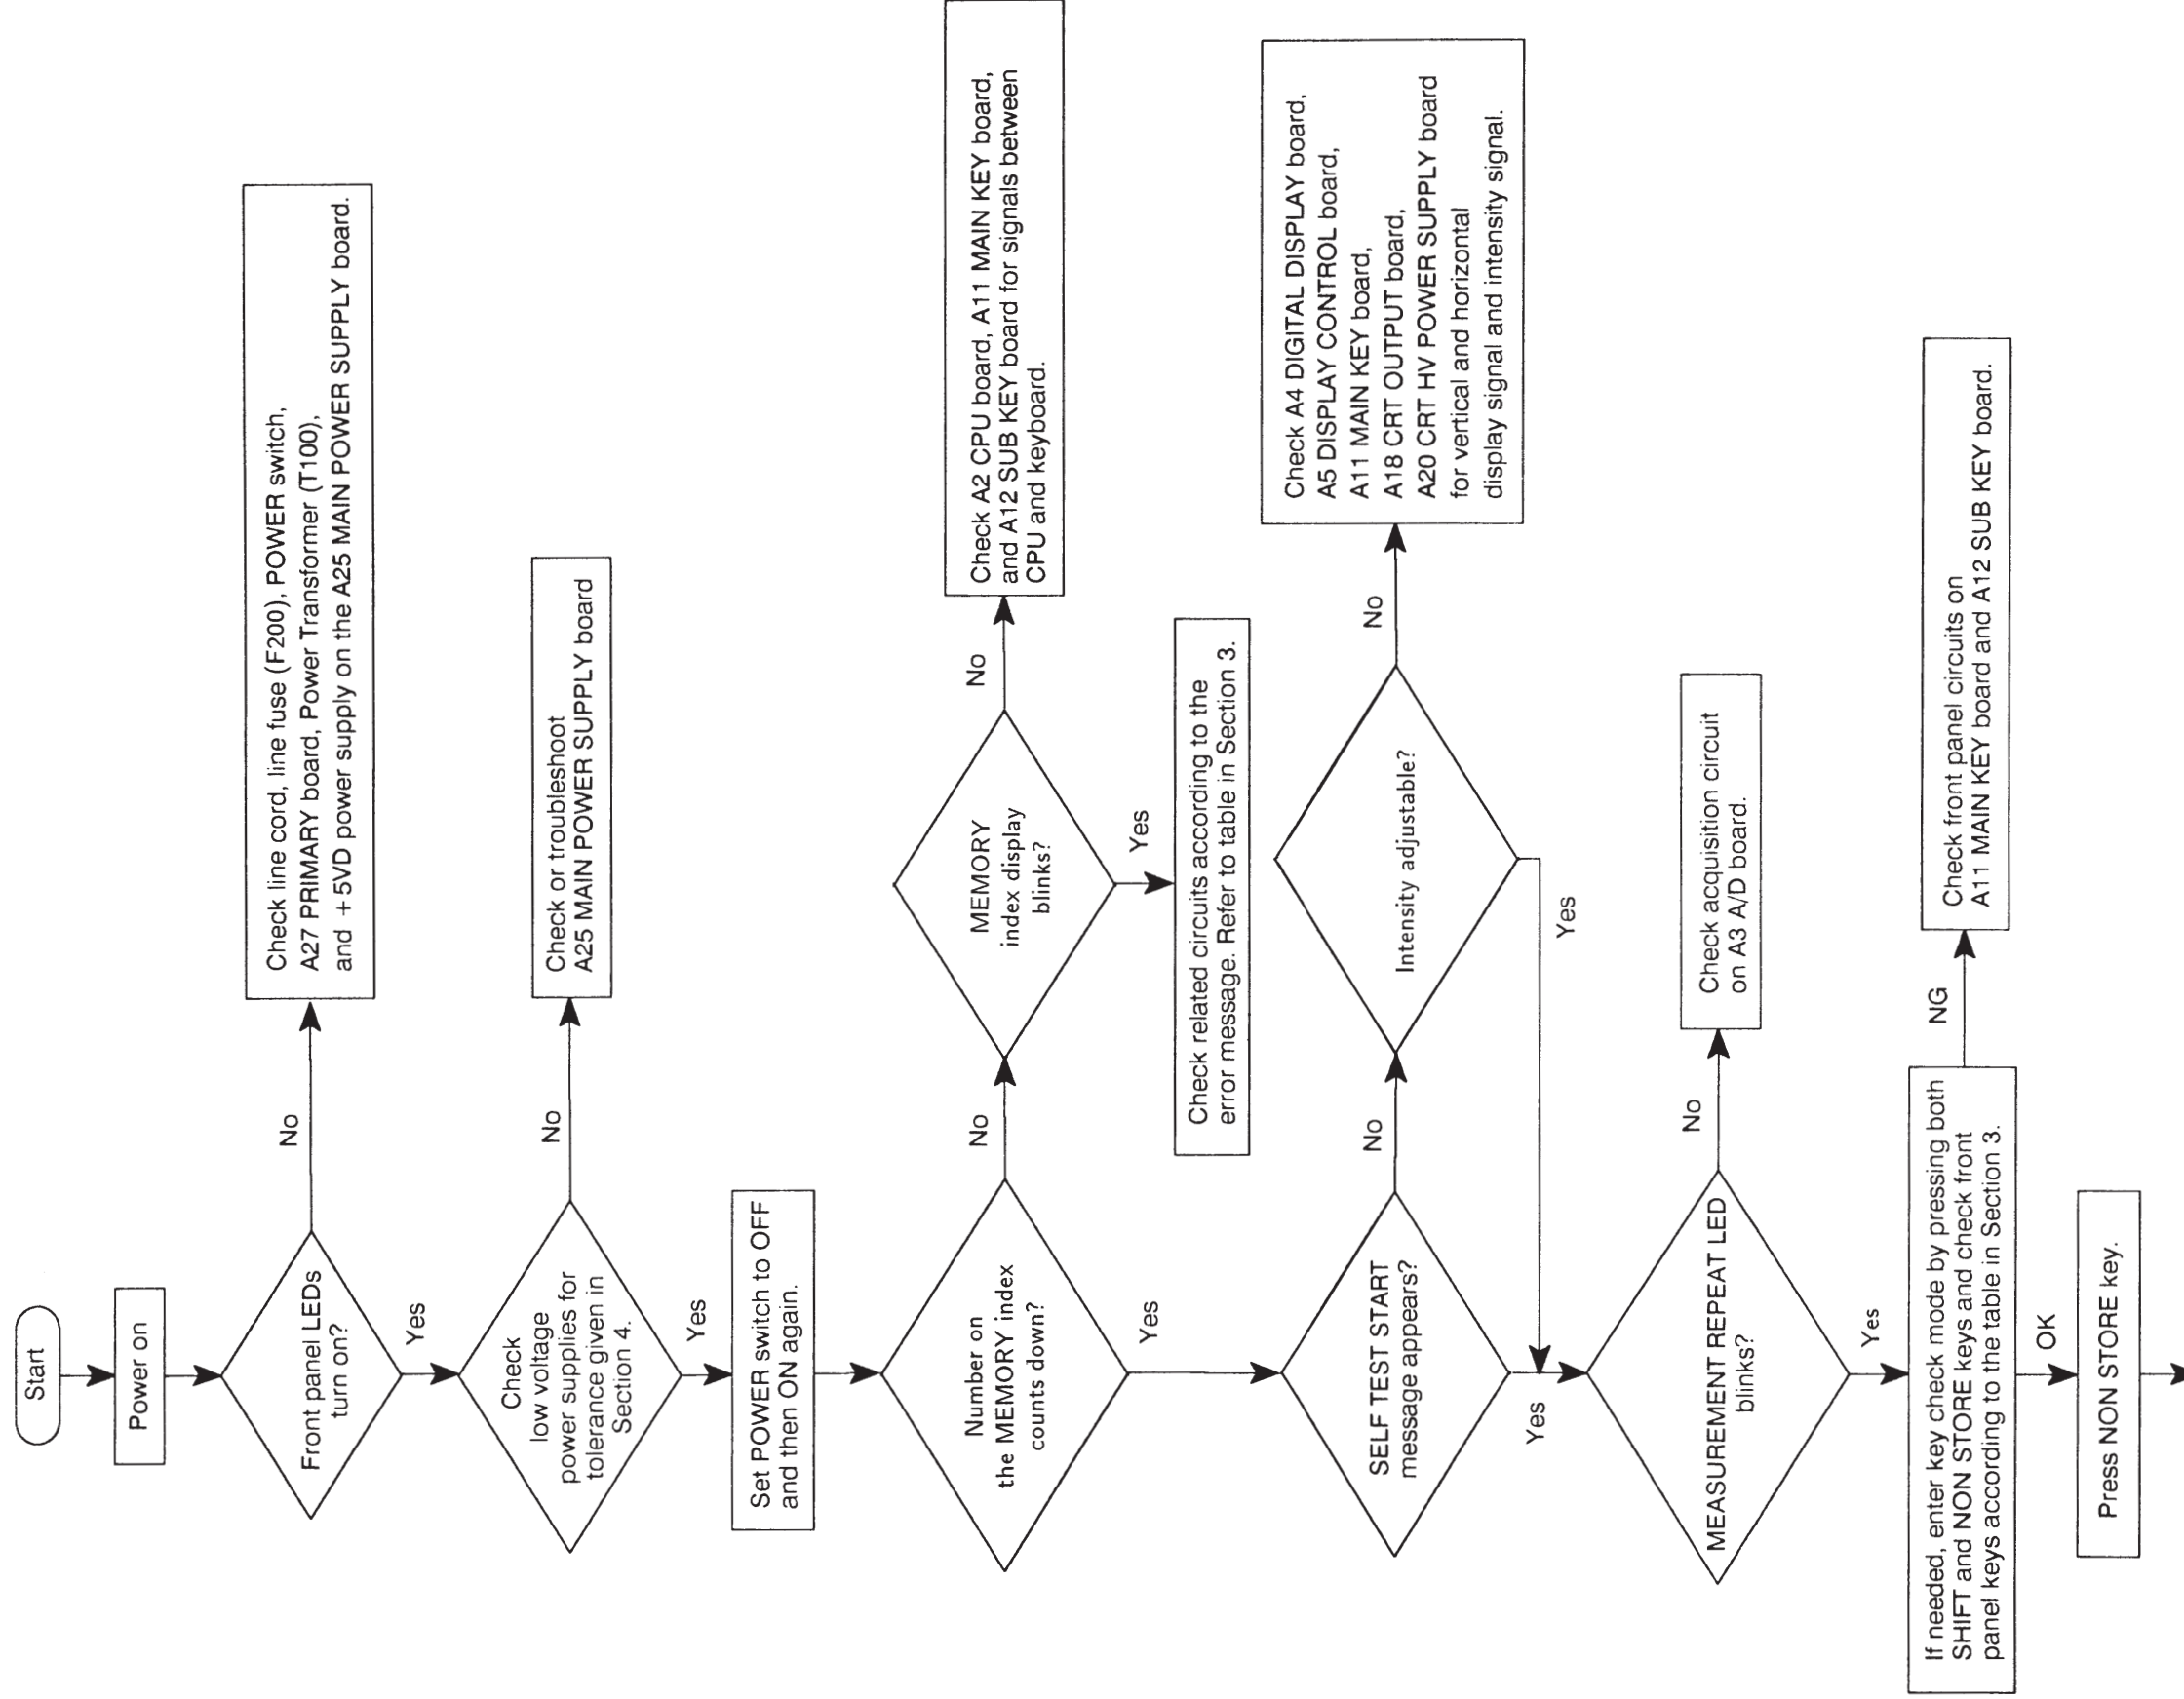 Start
Power on
Front panel LEDs
turn on?
No
Check line cord, line fuse (F200), POWER switch,
A27 PRIMARY board, Power Transformer (T100),
and +5VD power supply on the A25 MAIN POWER SUPPLY board.
Yes
Check
low voltage
power supplies for
tolerance given in
Section 4.
No
Check or troubleshoot
A25 MAIN POWER SUPPLY board
Yes
Set POWER switch to OFF
and then ON again.
Number on
the MEMORY index
counts down?
No
MEMORY
index display
blinks?
No
Check A2 CPU board, A11 MAIN KEY board,
and A12 SUB KEY board for signals between
CPU and keyboard.
Yes
Check related circuits according to the
error message. Refer to table in Section 3.
Yes
SELF TEST START
message appears?
No
Intensity adjustable?
No
Check A4 DIGITAL DISPLAY board,
A5 DISPLAY CONTROL board,
A11 MAIN KEY board,
A18 CRT OUTPUT board,
A20 CRT HV POWER SUPPLY board
for vertical and horizontal
display signal and intensity signal.
Yes
Yes
MEASUREMENT REPEAT LED
blinks?
No
Check acquisition circuit
on A3 A/D board.
Yes
If needed, enter key check mode by pressing both
SHIFT and NON STORE keys and check front
panel keys according to the table in Section 3.
NG
Check front panel circuits on
A11 MAIN KEY board and A12 SUB KEY board.
OK
Press NON STORE key.